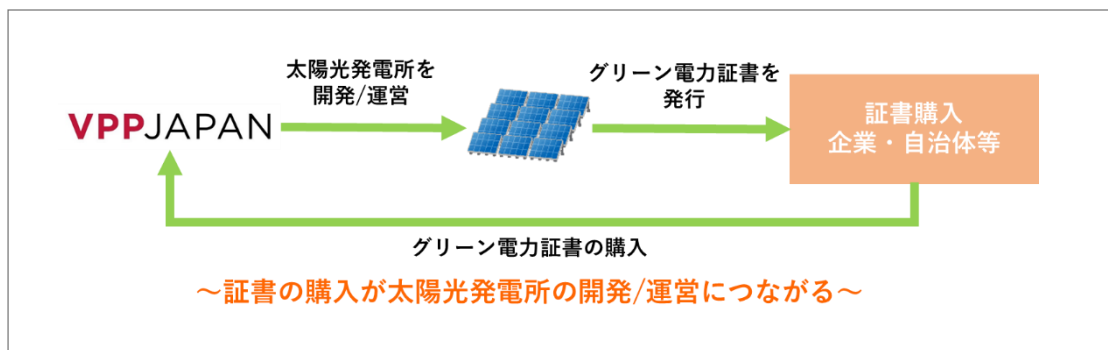 太陽光発電所を
開発/運営
グリーン電力証書を
発行
VPPJAPAN
証書購入
企業・自治体等
グリーン電力証書の購入
～証書の購入が太陽光発電所の開発/運営につながる～